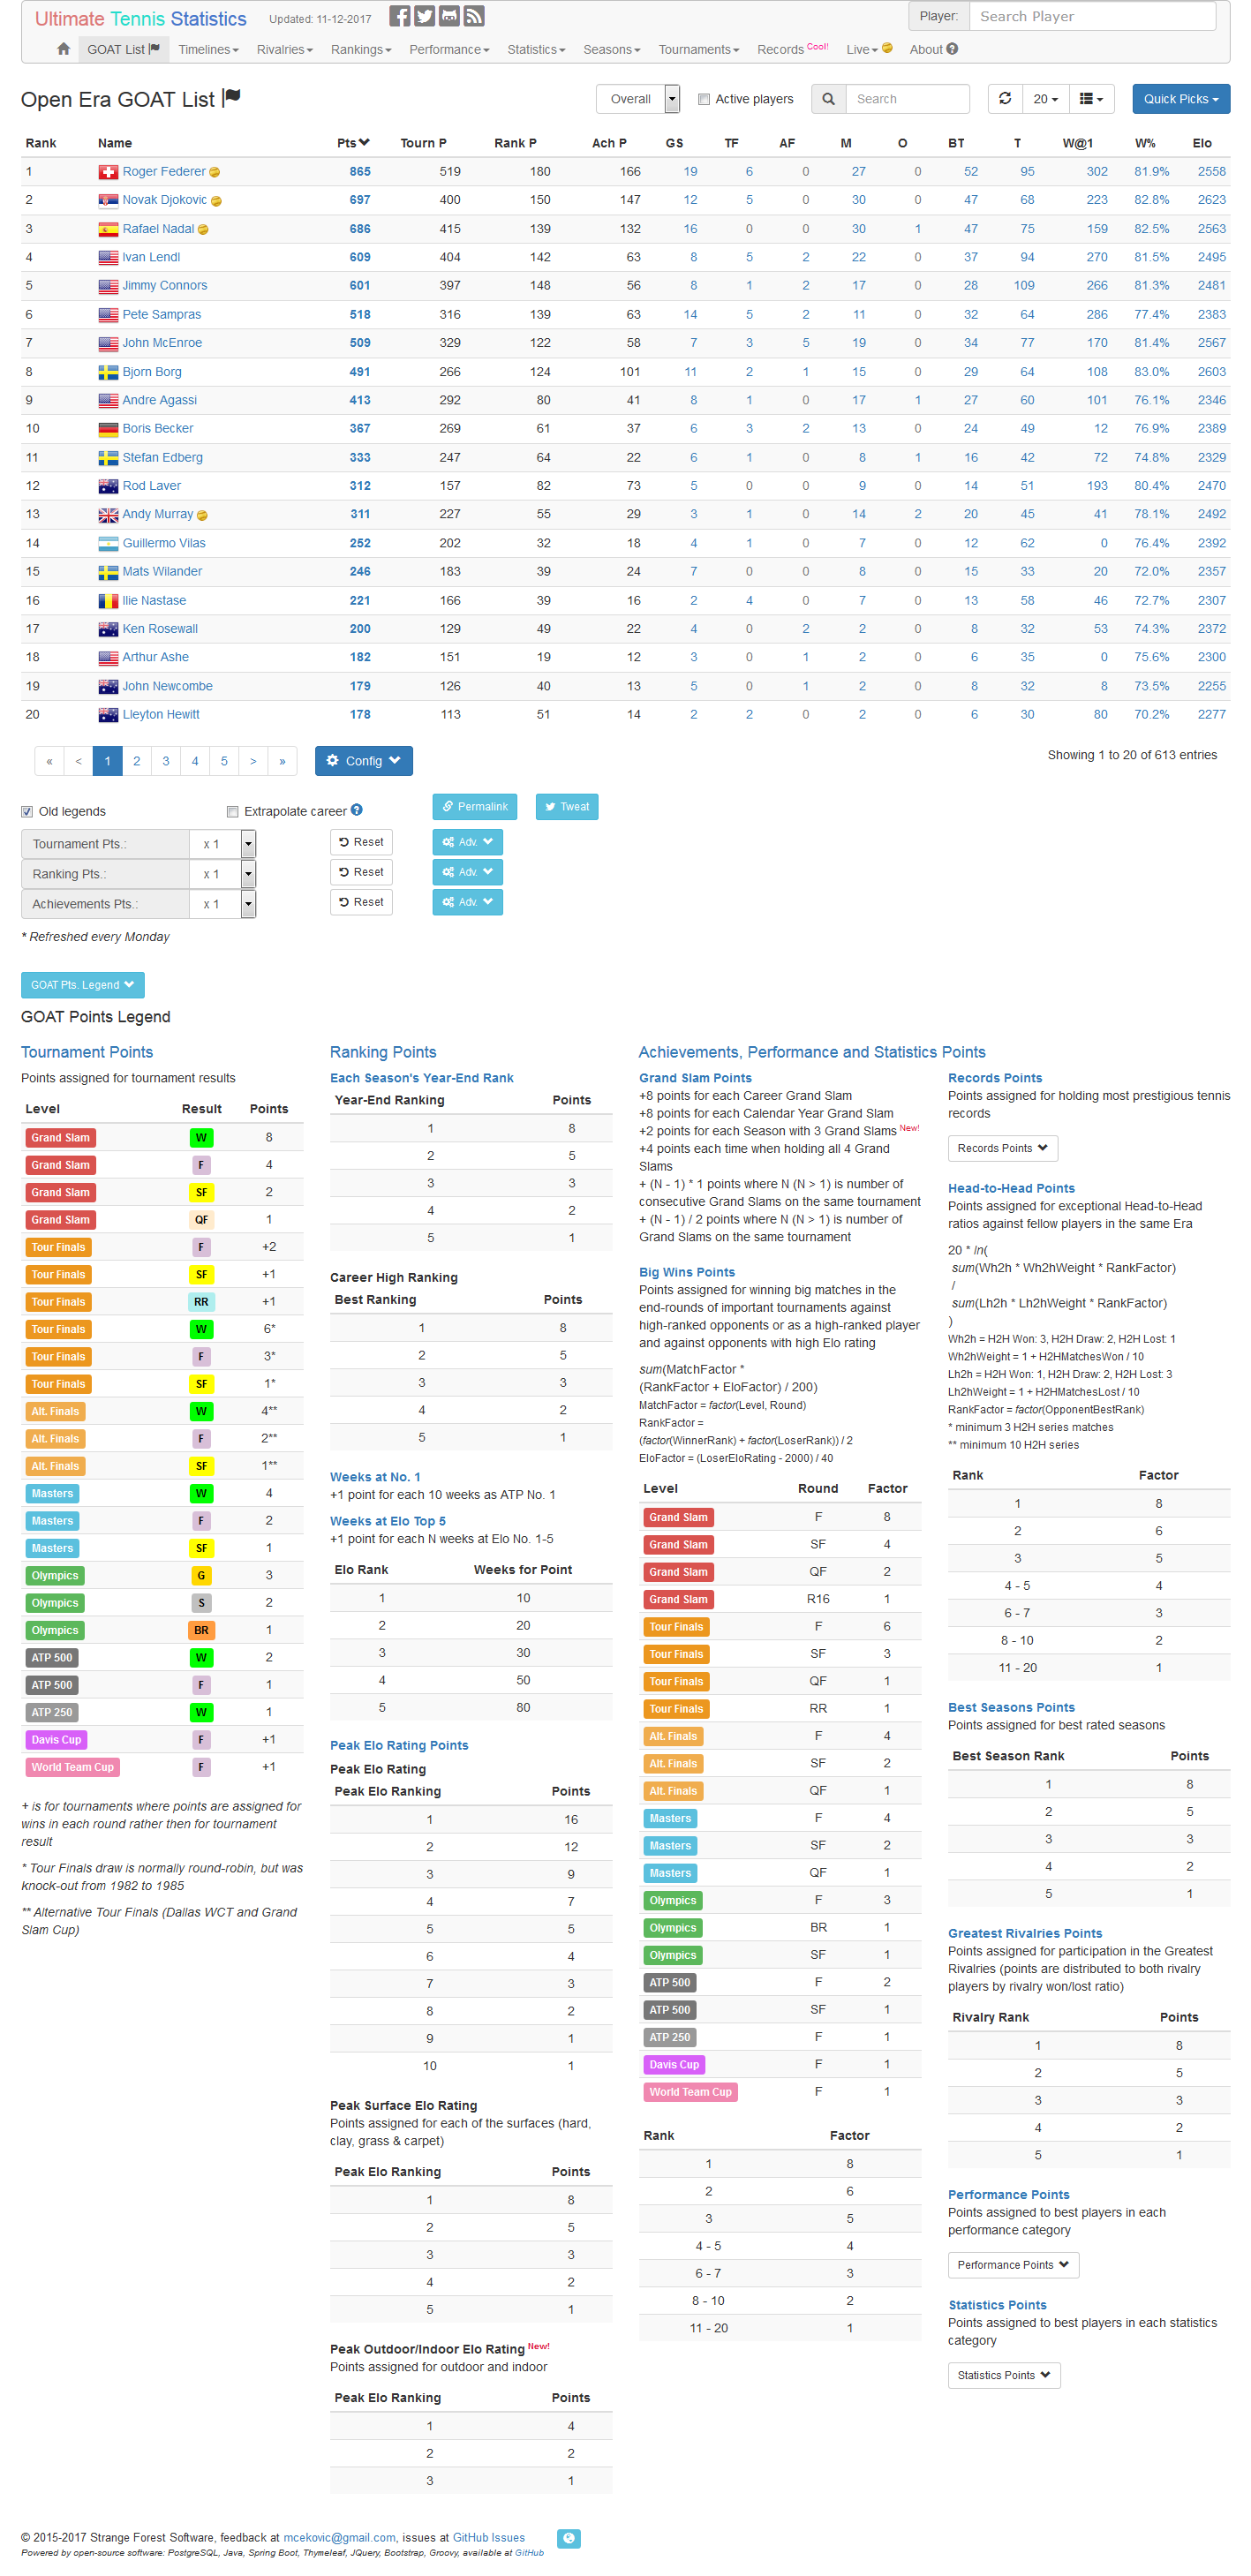 Ultimate Tennis Statistics Updated: 11-12-2017 Player: Search Player
GOAT List Timelines Rivalries Rankings Performance Statistics Seasons Tournaments Records Cool! Live About
Open Era GOAT List Overall Active players Search 20 Quick Picks
Rank Name Pts Tourn P Rank P Ach P GS TF AF M O BT T W@1 W% Elo
1 Roger Federer 865 519 180 166 19 6 0 27 0 52 95 302 81.9% 2558
2 Novak Djokovic 697 400 150 147 12 5 0 30 0 47 68 223 82.8% 2623
3 Rafael Nadal 686 415 139 132 16 0 0 30 1 47 75 159 82.5% 2563
4 Ivan Lendl 609 404 142 63 8 5 2 22 0 37 94 270 81.5% 2495
5 Jimmy Connors 601 397 148 56 8 1 2 17 0 28 109 266 81.3% 2481
6 Pete Sampras 518 316 139 63 14 5 2 11 0 32 64 286 77.4% 2383
7 John McEnroe 509 329 122 58 7 3 5 19 0 34 77 170 81.4% 2567
8 Bjorn Borg 491 266 124 101 11 2 1 15 0 29 64 108 83.0% 2603
9 Andre Agassi 413 292 80 41 8 1 0 17 1 27 60 101 76.1% 2346
10 Boris Becker 367 269 61 37 6 3 2 13 0 24 49 12 76.9% 2389
11 Stefan Edberg 333 247 64 22 6 1 0 8 1 16 42 72 74.8% 2329
12 Rod Laver 312 157 82 73 5 0 0 9 0 14 51 193 80.4% 2470
13 Andy Murray 311 227 55 29 3 1 0 14 2 20 45 41 78.1% 2492
14 Guillermo Vilas 252 202 32 18 4 1 0 7 0 12 62 0 76.4% 2392
15 Mats Wilander 246 183 39 24 7 0 0 8 0 15 33 20 72.0% 2357
16 Ilie Nastase 221 166 39 16 2 4 0 7 0 13 58 46 72.7% 2307
17 Ken Rosewall 200 129 49 22 4 0 2 2 0 8 32 53 74.3% 2372
18 Arthur Ashe 182 151 19 12 3 0 1 2 0 6 35 0 75.6% 2300
19 John Newcombe 179 126 40 13 5 0 1 2 0 8 32 8 73.5% 2255
20 Lleyton Hewitt 178 113 51 14 2 2 0 2 0 6 30 80 70.2% 2277
« < 1 2 3 4 5 > » Config Showing 1 to 20 of 613 entries
Old legends Extrapolate career Permalink Tweat
Tournament Pts.: x 1 Reset Adv.
Ranking Pts.: x 1 Reset Adv.
Achievements Pts.: x 1 Reset Adv.
* Refreshed every Monday
GOAT Pts. Legend
GOAT Points Legend
Tournament Points
Points assigned for tournament results
Level Result Points
Grand Slam W 8
Grand Slam F 4
Grand Slam SF 2
Grand Slam QF 1
Tour Finals F +2
Tour Finals SF +1
Tour Finals RR +1
Tour Finals W 6*
Tour Finals F 3*
Tour Finals SF 1*
Alt. Finals W 4**
Alt. Finals F 2**
Alt. Finals SF 1**
Masters W 4
Masters F 2
Masters SF 1
Olympics G 3
Olympics S 2
Olympics BR 1
ATP 500 W 2
ATP 500 F 1
ATP 250 W 1
Davis Cup F +1
World Team Cup F +1
+ is for tournaments where points are assigned for
wins in each round rather then for tournament
result
* Tour Finals draw is normally round-robin, but was
knock-out from 1982 to 1985
** Alternative Tour Finals (Dallas WCT and Grand
Slam Cup)
Ranking Points
Each Season's Year-End Rank
Year-End Ranking Points
1 8
2 5
3 3
4 2
5 1
Career High Ranking
Best Ranking Points
1 8
2 5
3 3
4 2
5 1
Weeks at No. 1
+1 point for each 10 weeks as ATP No. 1
Weeks at Elo Top 5
+1 point for each N weeks at Elo No. 1-5
Elo Rank Weeks for Point
1 10
2 20
3 30
4 50
5 80
Peak Elo Rating Points
Peak Elo Rating
Peak Elo Ranking Points
1 16
2 12
3 9
4 7
5 5
6 4
7 3
8 2
9 1
10 1
Peak Surface Elo Rating
Points assigned for each of the surfaces (hard,
clay, grass & carpet)
Peak Elo Ranking Points
1 8
2 5
3 3
4 2
5 1
Peak Outdoor/Indoor Elo Rating New!
Points assigned for outdoor and indoor
Peak Elo Ranking Points
1 4
2 2
3 1
Achievements, Performance and Statistics Points
Grand Slam Points
+8 points for each Career Grand Slam
+8 points for each Calendar Year Grand Slam
+2 points for each Season with 3 Grand Slams New!
+4 points each time when holding all 4 Grand
Slams
+ (N - 1) * 1 points where N (N > 1) is number of
consecutive Grand Slams on the same tournament
+ (N - 1) / 2 points where N (N > 1) is number of
Grand Slams on the same tournament
Big Wins Points
Points assigned for winning big matches in the
end-rounds of important tournaments against
high-ranked opponents or as a high-ranked player
and against opponents with high Elo rating
sum(MatchFactor *
(RankFactor + EloFactor) / 200)
MatchFactor = factor(Level, Round)
RankFactor =
(factor(WinnerRank) + factor(LoserRank)) / 2
EloFactor = (LoserEloRating - 2000) / 40
Level Round Factor
Grand Slam F 8
Grand Slam SF 4
Grand Slam QF 2
Grand Slam R16 1
Tour Finals F 6
Tour Finals SF 3
Tour Finals QF 1
Tour Finals RR 1
Alt. Finals F 4
Alt. Finals SF 2
Alt. Finals QF 1
Masters F 4
Masters SF 2
Masters QF 1
Olympics F 3
Olympics BR 1
Olympics SF 1
ATP 500 F 2
ATP 500 SF 1
ATP 250 F 1
Davis Cup F 1
World Team Cup F 1
Rank Factor
1 8
2 6
3 5
4 - 5 4
6 - 7 3
8 - 10 2
11 - 20 1
Records Points
Points assigned for holding most prestigious tennis
records
Records Points
Head-to-Head Points
Points assigned for exceptional Head-to-Head
ratios against fellow players in the same Era
20 * ln(
sum(Wh2h * Wh2hWeight * RankFactor)
/
sum(Lh2h * Lh2hWeight * RankFactor)
)
Wh2h = H2H Won: 3, H2H Draw: 2, H2H Lost: 1
Wh2hWeight = 1 + H2HMatchesWon / 10
Lh2h = H2H Won: 1, H2H Draw: 2, H2H Lost: 3
Lh2hWeight = 1 + H2HMatchesLost / 10
RankFactor = factor(OpponentBestRank)
* minimum 3 H2H series matches
** minimum 10 H2H series
Rank Factor
1 8
2 6
3 5
4 - 5 4
6 - 7 3
8 - 10 2
11 - 20 1
Best Seasons Points
Points assigned for best rated seasons
Best Season Rank Points
1 8
2 5
3 3
4 2
5 1
Greatest Rivalries Points
Points assigned for participation in the Greatest
Rivalries (points are distributed to both rivalry
players by rivalry won/lost ratio)
Rivalry Rank Points
1 8
2 5
3 3
4 2
5 1
Performance Points
Points assigned to best players in each
performance category
Performance Points
Statistics Points
Points assigned to best players in each statistics
category
Statistics Points
© 2015-2017 Strange Forest Software, feedback at mcekovic@gmail.com, issues at GitHub Issues
Powered by open-source software: PostgreSQL, Java, Spring Boot, Thymeleaf, JQuery, Bootstrap, Groovy, available at GitHub